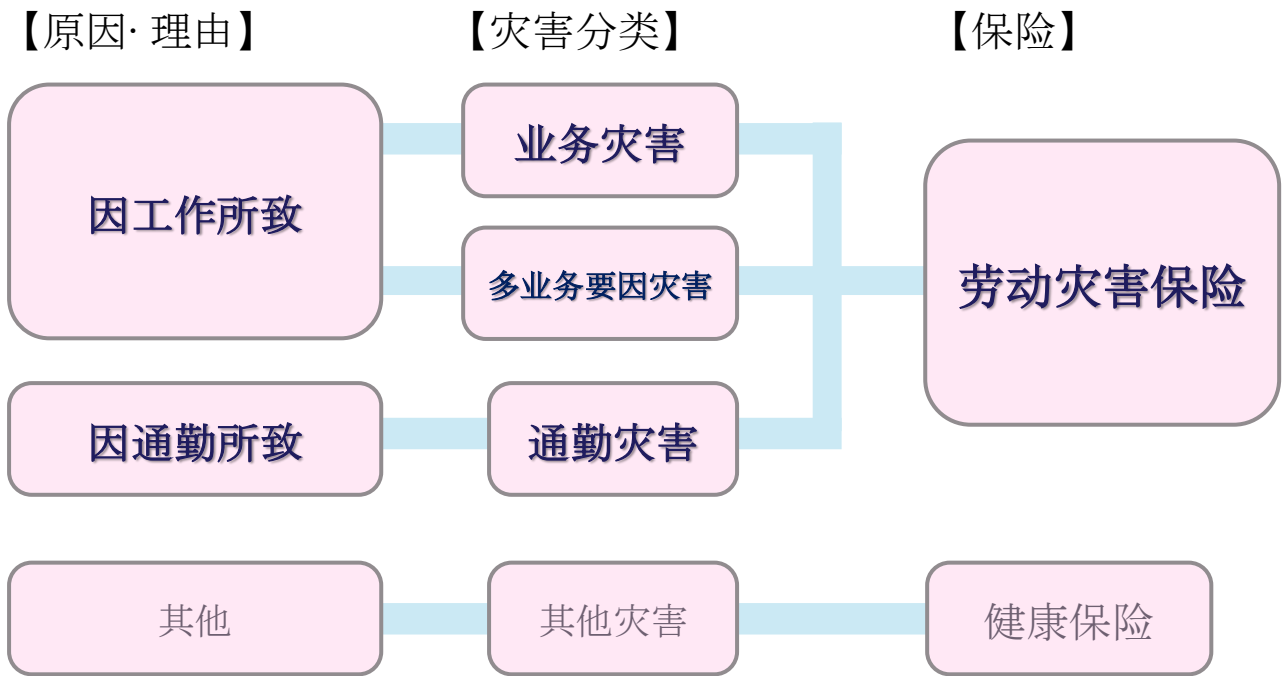 【原因· 理由】
【灾害分类】
【保险】
因工作所致
业务灾害
多业务要因灾害
劳动灾害保险
因通勤所致
通勤灾害
其他
其他灾害
健康保险